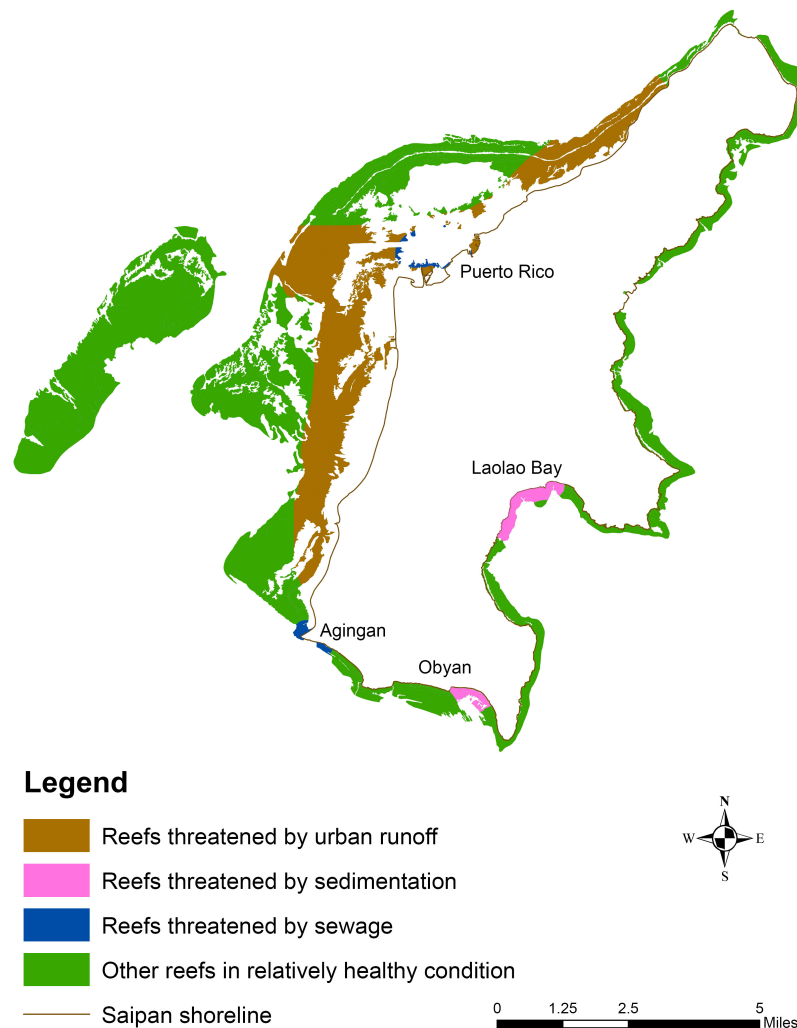 Puerto Rico
Laolao Bay
Agingan
Obyan
Legend
Reefs threatened by urban runoff
Reefs threatened by sedimentation
Reefs threatened by sewage
Other reefs in relatively healthy condition
Saipan shoreline
N
W E
S
0 1.25 2.5 5
Miles